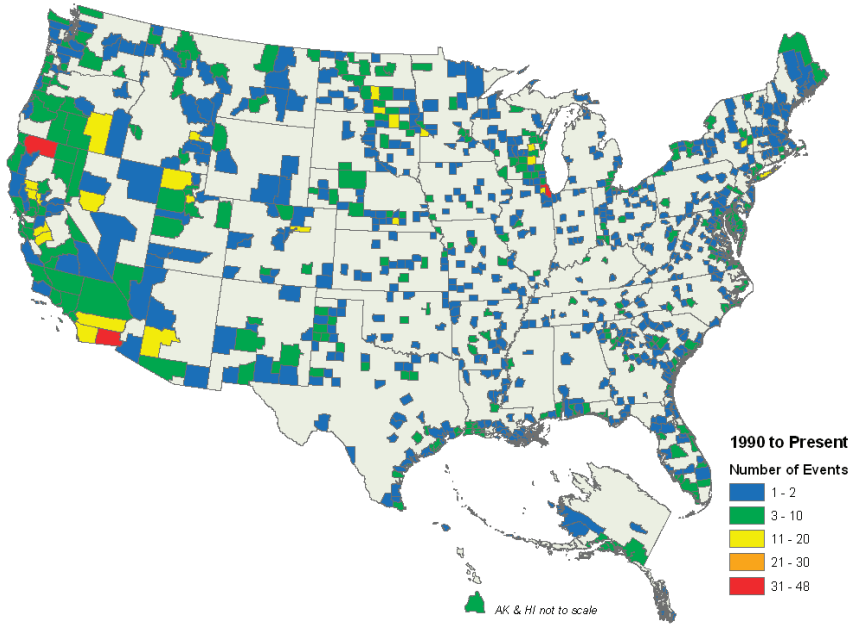 1990 to Present
Number of Events
1 - 2
3 - 10
11 - 20
21 - 30
31 - 48
AK & HI not to scale